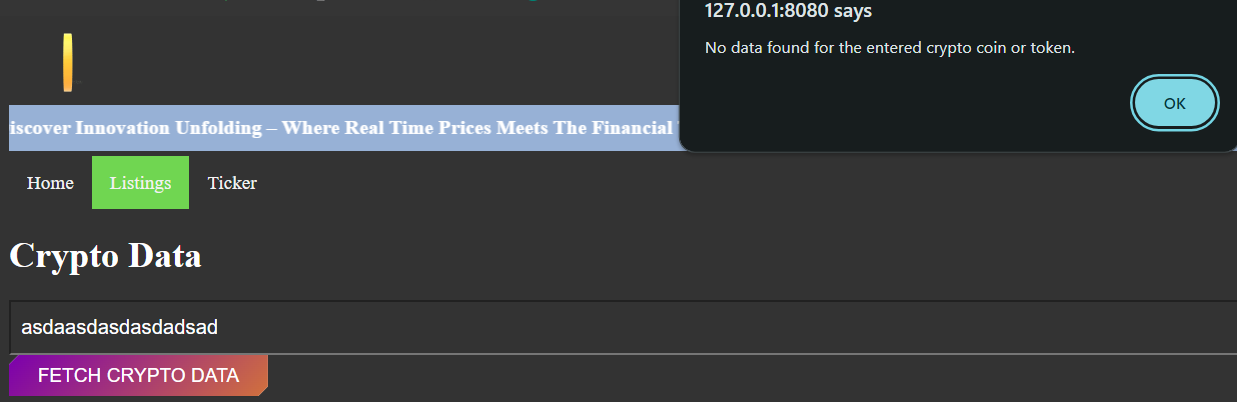 127.0.0.1:8080 says
No data found for the entered crypto coin or token.
OK
iscover Innovation Unfolding – Where Real Time Prices Meets The Financial
Home Listings Ticker
Crypto Data
asdaasdasdasdadsad
FETCH CRYPTO DATA